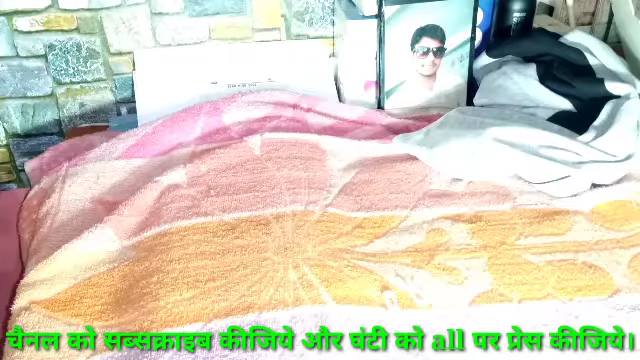 चैनल को सब्सक्राइब कीजिये और घंटी को all पर प्रेस कीजिये।